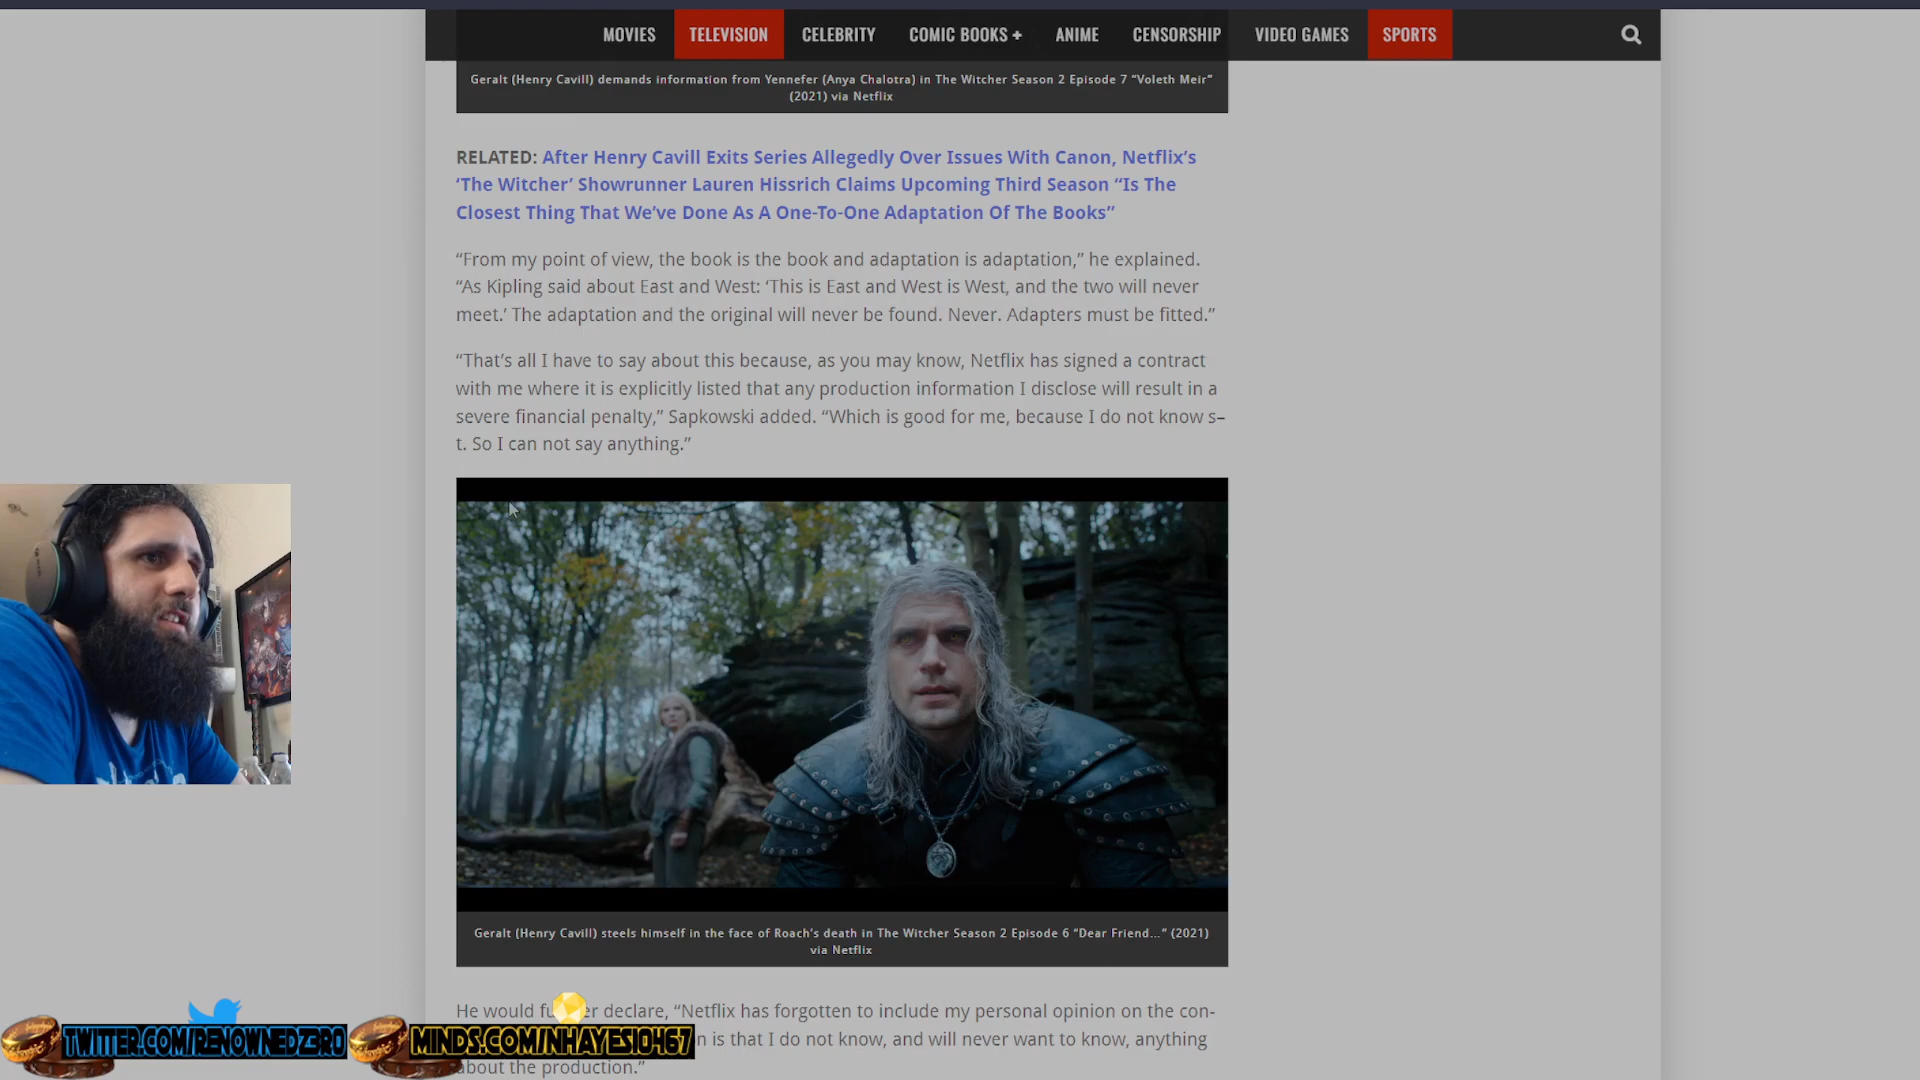 MOVIES TELEVISION CELEBRITY COMIC BOOKS + ANIME CENSORSHIP VIDEO GAMES SPORTS
Geralt (Henry Cavill) demands information from Yennefer (Anya Chalotra) in The Witcher Season 2 Episode 7 “Voleth Meir”
(2021) via Netflix
RELATED: After Henry Cavill Exits Series Allegedly Over Issues With Canon, Netflix’s
‘The Witcher’ Showrunner Lauren Hissrich Claims Upcoming Third Season “Is The
Closest Thing That We’ve Done As A One-To-One Adaptation Of The Books”
“From my point of view, the book is the book and adaptation is adaptation,” he explained.
“As Kipling said about East and West: ‘This is East and West is West, and the two will never
meet.’ The adaptation and the original will never be found. Never. Adapters must be fitted.”
“That’s all I have to say about this because, as you may know, Netflix has signed a contract
with me where it is explicitly listed that any production information I disclose will result in a
severe financial penalty,” Sapkowski added. “Which is good for me, because I do not know s–
t. So I can not say anything.”
Geralt (Henry Cavill) steels himself in the face of Roach’s death in The Witcher Season 2 Episode 6 “Dear Friend…” (2021)
via Netflix
He would declare, “Netflix has forgotten to include my personal opinion on the con-
is that I do not know, and will never want to know, anything
about the production.”
TWITTER.COM/RENOWNEDZ3R0 MINDS.COM/NHAYES10467